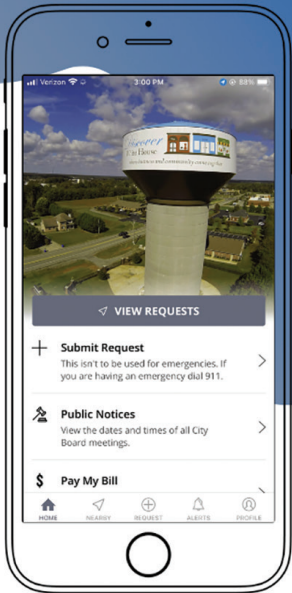 Verizon 3:00 PM 88%
Discover
House
VIEW REQUESTS
Submit Request
This isn't to be used for emergencies. If
you are having an emergency dial 911.
Public Notices
View the dates and times of all City
Board meetings.
$ Pay My Bill
HOME NEARBY REQUEST ALERTS PROFILE